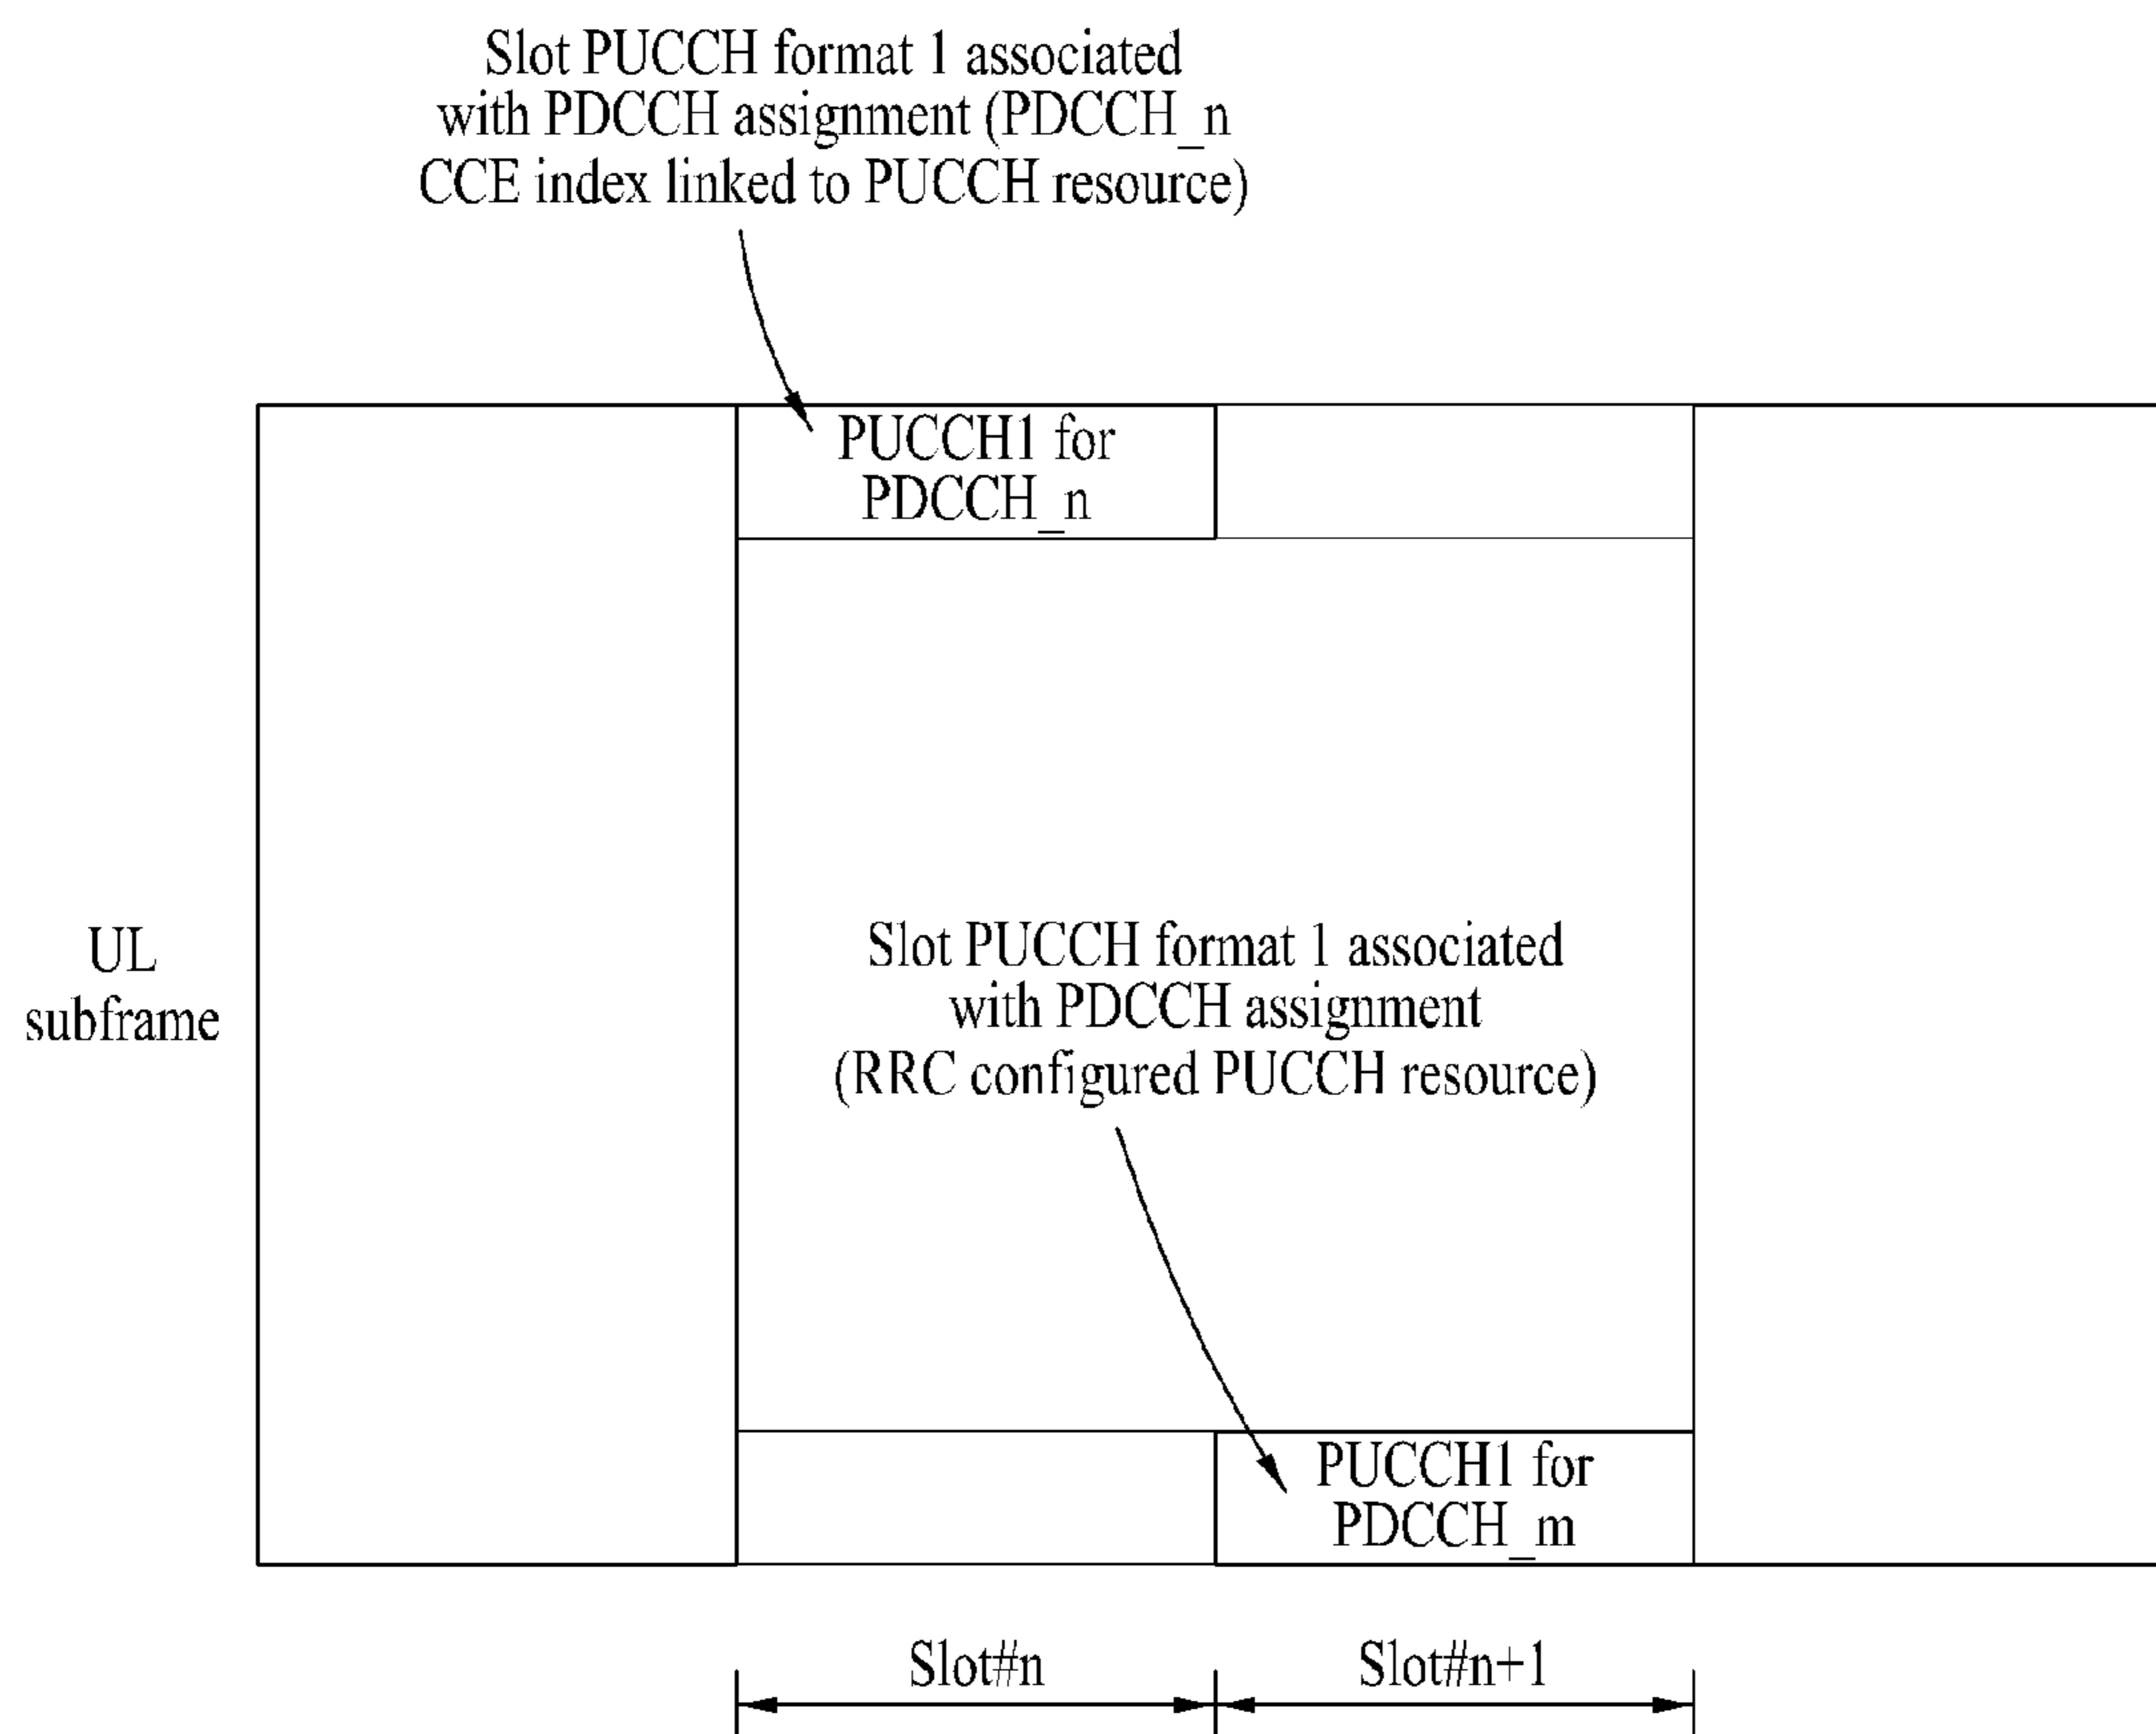 Slot PUCCH format 1 associated
with PDCCH assignment (PDCCH_n
CCE index linked to PUCCH resource)
PUCCH1 for
PDCCH_n
UL
subframe
Slot PUCCH format 1 associated
with PDCCH assignment
(RRC configured PUCCH resource)
PUCCH1 for
PDCCH_m
Slot#n
Slot#n+1